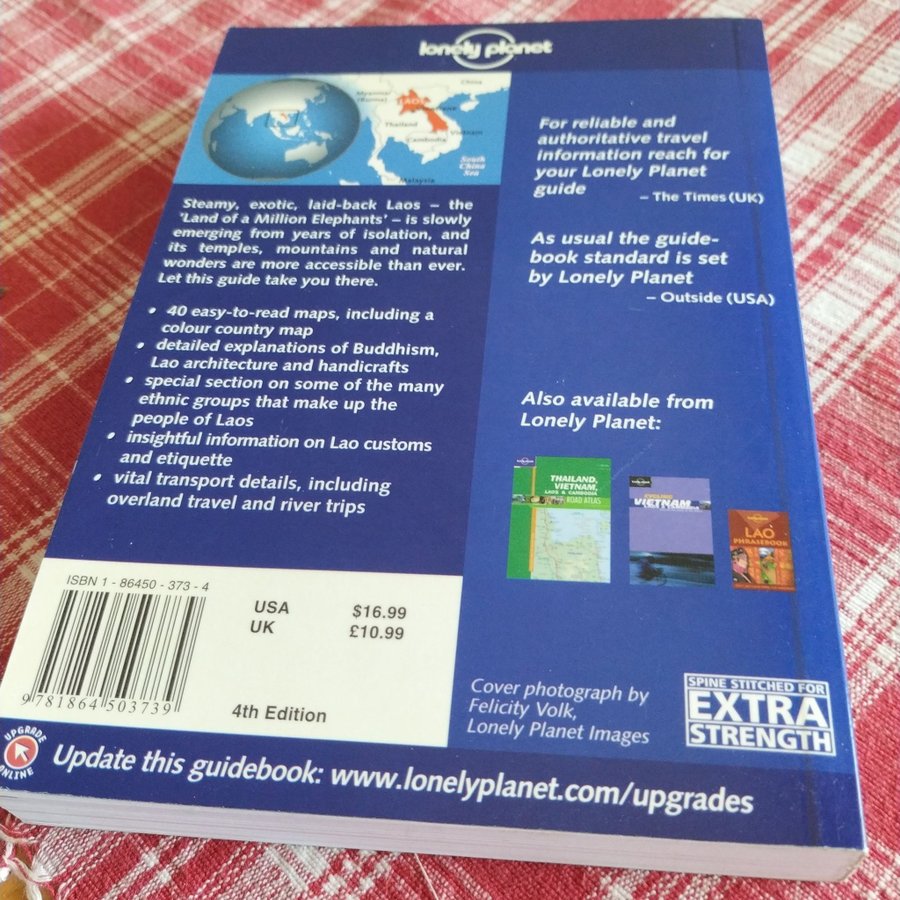 lonely planet
China
Myanmar
(Burma)
LAO
Thailand
Vietnam
Cambodia
South
China
Sea
Malaysia
Steamy, exotic, laid-back Laos – the
'Land of a Million Elephants' – is slowly
emerging from years of isolation, and
its temples, mountains and natural
wonders are more accessible than ever.
Let this guide take you there.
• 40 easy-to-read maps, including a
colour country map
• detailed explanations of Buddhism,
Lao architecture and handicrafts
• special section on some of the many
ethnic groups that make up the
people of Laos
• insightful information on Lao customs
and etiquette
• vital transport details, including
overland travel and river trips
For reliable and
authoritative travel
information reach for
your Lonely Planet
guide
– The Times (UK)
As usual the guide-
book standard is set
by Lonely Planet
– Outside (USA)
Also available from
Lonely Planet:
THAILAND,
VIETNAM,
LAOS & CAMBODIA
ROAD ATLAS
CYCLING
VIETNAM
LAO
PHRASEBOOK
ISBN 1 - 86450 - 373 - 4
USA $16.99
UK £10.99
9 781864 503739
4th Edition
Cover photograph by
Felicity Volk,
Lonely Planet Images
SPINE STITCHED FOR
EXTRA
STRENGTH
UPGRADE
ONLINE
Update this guidebook: www.lonelyplanet.com/upgrades